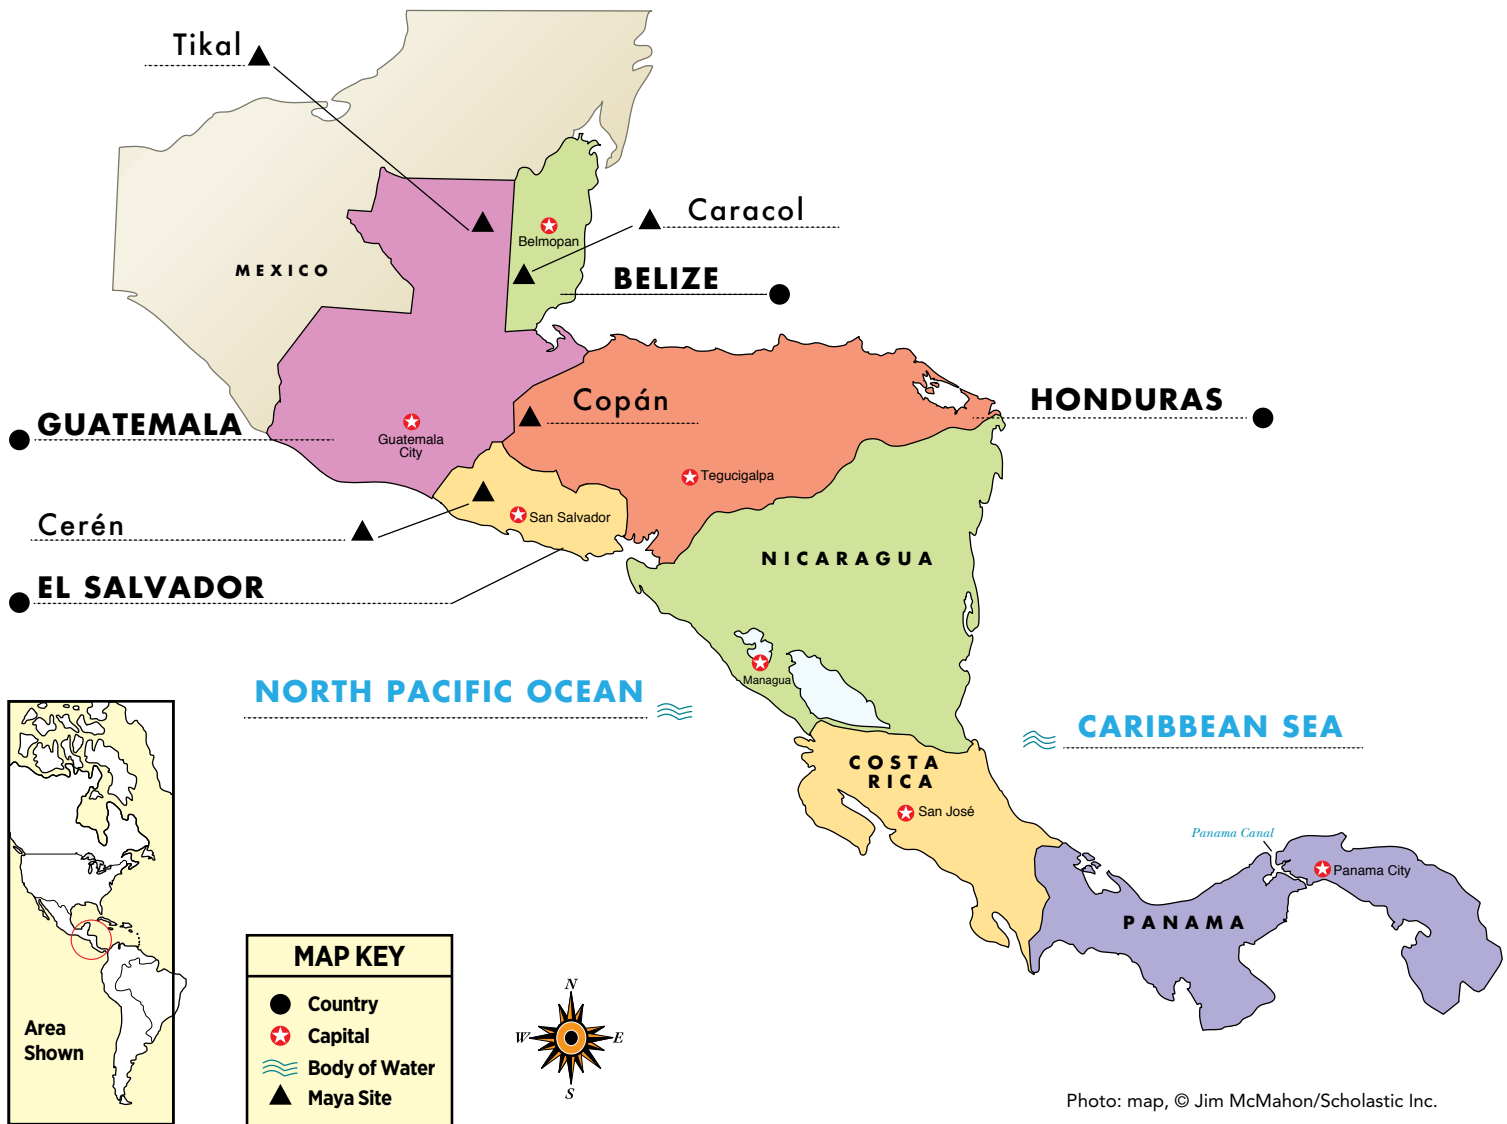 Tikal
Caracol
Belmopan
MEXICO
BELIZE
Copán
HONDURAS
GUATEMALA
Guatemala
City
Tegucigalpa
Cerén
San Salvador
NICARAGUA
EL SALVADOR
Managua
NORTH PACIFIC OCEAN
CARIBBEAN SEA
COSTA
RICA
San José
Panama Canal
Panama City
PANAMA
MAP KEY
Country
Capital
Body of Water
Maya Site
Area
Shown
N
W
E
S
Photo: map, © Jim McMahon/Scholastic Inc.